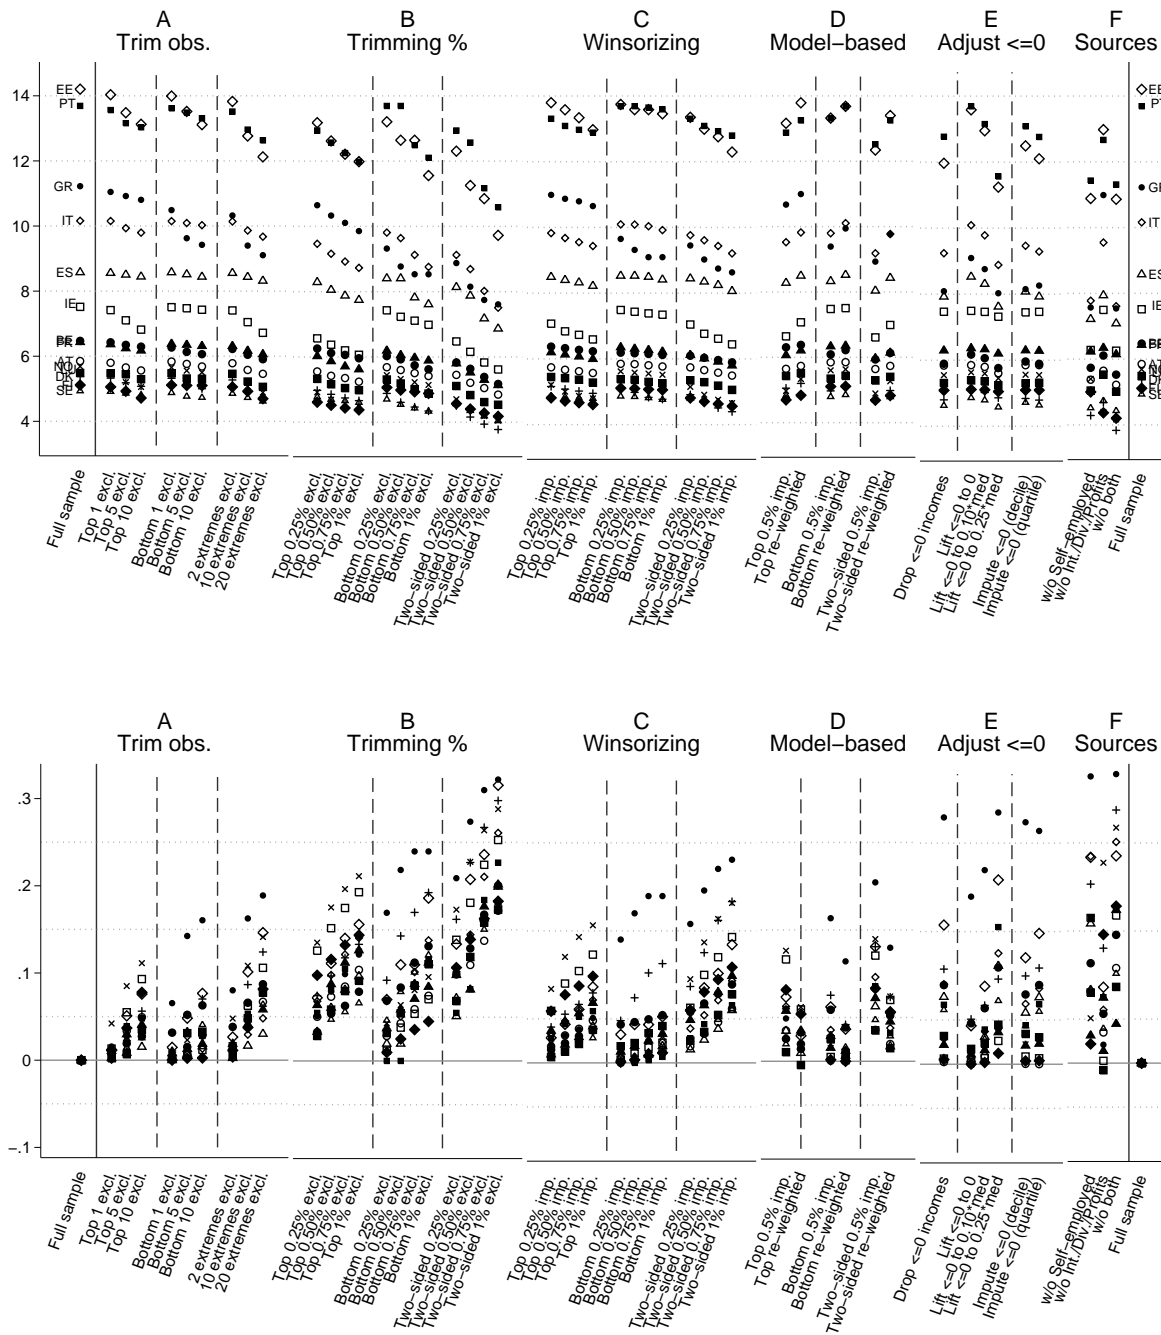 A B C D E F
Trim obs. Trimming % Winsorizing Model−based Adjust <=0 Sources
14
12
10
8
6
4
EE
PT
GR
IT
ES
IE
AT
SE
EE
PT
IT
ES
IE
Full sample
Top 1 excl.
Top 5 excl.
Top 10 excl.
Bottom 1 excl.
Bottom 5 excl.
Bottom 10 excl.
2 extremes excl.
10 extremes excl.
20 extremes excl.
Top 0.25% excl.
Top 0.50% excl.
Top 0.75% excl.
Top 1% excl.
Bottom 0.25% excl.
Bottom 0.50% excl.
Bottom 0.75% excl.
Bottom 1% excl.
Two−sided 0.25% excl.
Two−sided 0.50% excl.
Two−sided 0.75% excl.
Two−sided 1% excl.
Top 0.25% imp.
Top 0.50% imp.
Top 0.75% imp.
Top 1% imp.
Bottom 0.25% imp.
Bottom 0.50% imp.
Bottom 0.75% imp.
Bottom 1% imp.
Two−sided 0.25% imp.
Two−sided 0.50% imp.
Two−sided 0.75% imp.
Two−sided 1% imp.
Top 0.5% imp.
Top re−weighted
Bottom 0.5% imp.
Bottom re−weighted
Two−sided 0.5% imp.
Two−sided re−weighted
Drop <=0 incomes
Lift <=0 to 0
Lift <=0 to 0.10*med
Lift <=0 to 0.25*med
Impute <=0 (decile)
Impute <=0 (quartile)
w/o Self−employed
w/o Int./Div./Profits
w/o both
Full sample
A B C D E F
Trim obs. Trimming % Winsorizing Model−based Adjust <=0 Sources
.3
.2
.1
0
−.1
Full sample
Top 1 excl.
Top 5 excl.
Top 10 excl.
Bottom 1 excl.
Bottom 5 excl.
Bottom 10 excl.
2 extremes excl.
10 extremes excl.
20 extremes excl.
Top 0.25% excl.
Top 0.50% excl.
Top 0.75% excl.
Top 1% excl.
Bottom 0.25% excl.
Bottom 0.50% excl.
Bottom 0.75% excl.
Bottom 1% excl.
Two−sided 0.25% excl.
Two−sided 0.50% excl.
Two−sided 0.75% excl.
Two−sided 1% excl.
Top 0.25% imp.
Top 0.50% imp.
Top 0.75% imp.
Top 1% imp.
Bottom 0.25% imp.
Bottom 0.50% imp.
Bottom 0.75% imp.
Bottom 1% imp.
Two−sided 0.25% imp.
Two−sided 0.50% imp.
Two−sided 0.75% imp.
Two−sided 1% imp.
Top 0.5% imp.
Top re−weighted
Bottom 0.5% imp.
Bottom re−weighted
Two−sided 0.5% imp.
Two−sided re−weighted
Drop <=0 incomes
Lift <=0 to 0
Lift <=0 to 0.10*med
Lift <=0 to 0.25*med
Impute <=0 (decile)
Impute <=0 (quartile)
w/o Self−employed
w/o Int./Div./Profits
w/o both
Full sample